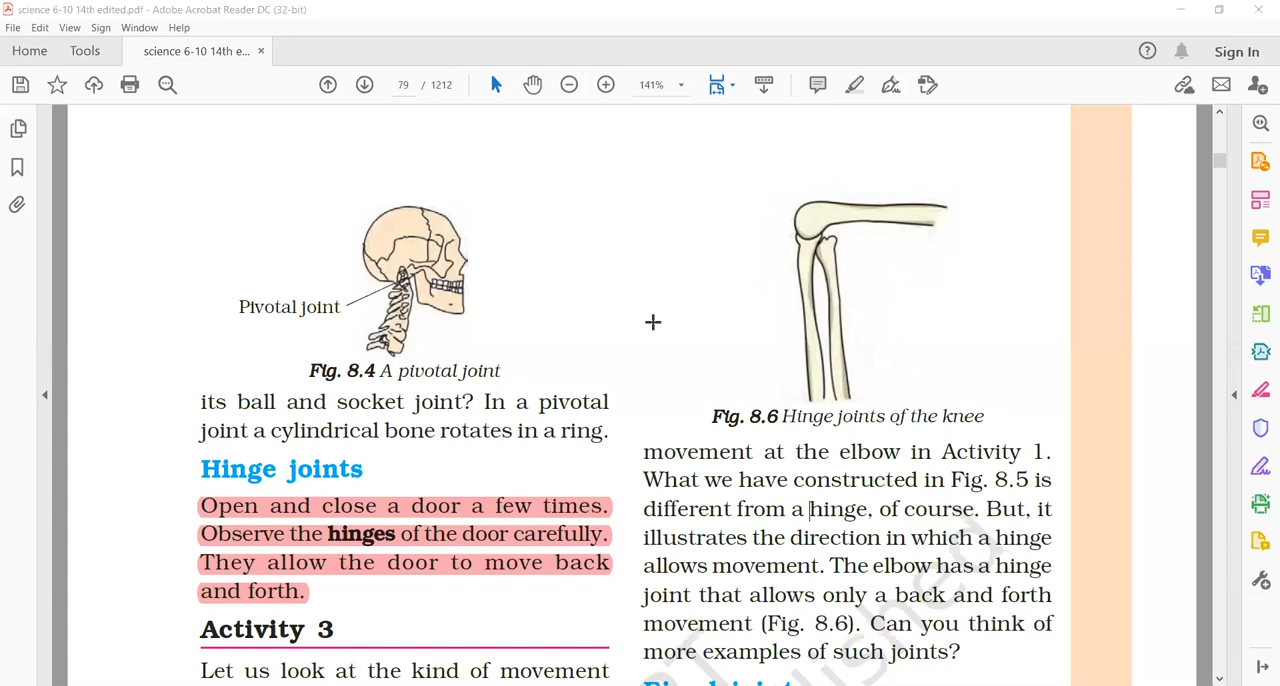 science 6-10 14th edited.pdf - Adobe Acrobat Reader DC (32-bit)
File Edit View Sign Window Help
Home Tools science 6-10 14th e... × Sign In
79 / 1212 141%
Pivotal joint
Fig. 8.4 A pivotal joint
its ball and socket joint? In a pivotal
joint a cylindrical bone rotates in a ring.
Hinge joints
Open and close a door a few times.
Observe the hinges of the door carefully.
They allow the door to move back
and forth.
Activity 3
Let us look at the kind of movement
Fig. 8.6 Hinge joints of the knee
movement at the elbow in Activity 1.
What we have constructed in Fig. 8.5 is
different from a hinge, of course. But, it
illustrates the direction in which a hinge
allows movement. The elbow has a hinge
joint that allows only a back and forth
movement (Fig. 8.6). Can you think of
more examples of such joints?